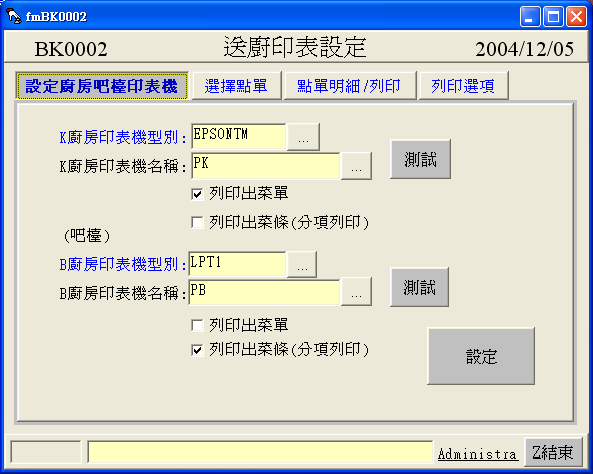 fmBK0002
BK0002 送廚印表設定 2004/12/05
設定廚房吧檯印表機 選擇點單 點單明細/列印 列印選項
K廚房印表機型別: EPSONTM ...
K廚房印表機名稱: PK ... 測試
列印出菜單
列印出菜條(分項列印)
(吧檯)
B廚房印表機型別: LPT1 ...
B廚房印表機名稱: PB ... 測試
列印出菜單
列印出菜條(分項列印)
設定
Administra Z結束